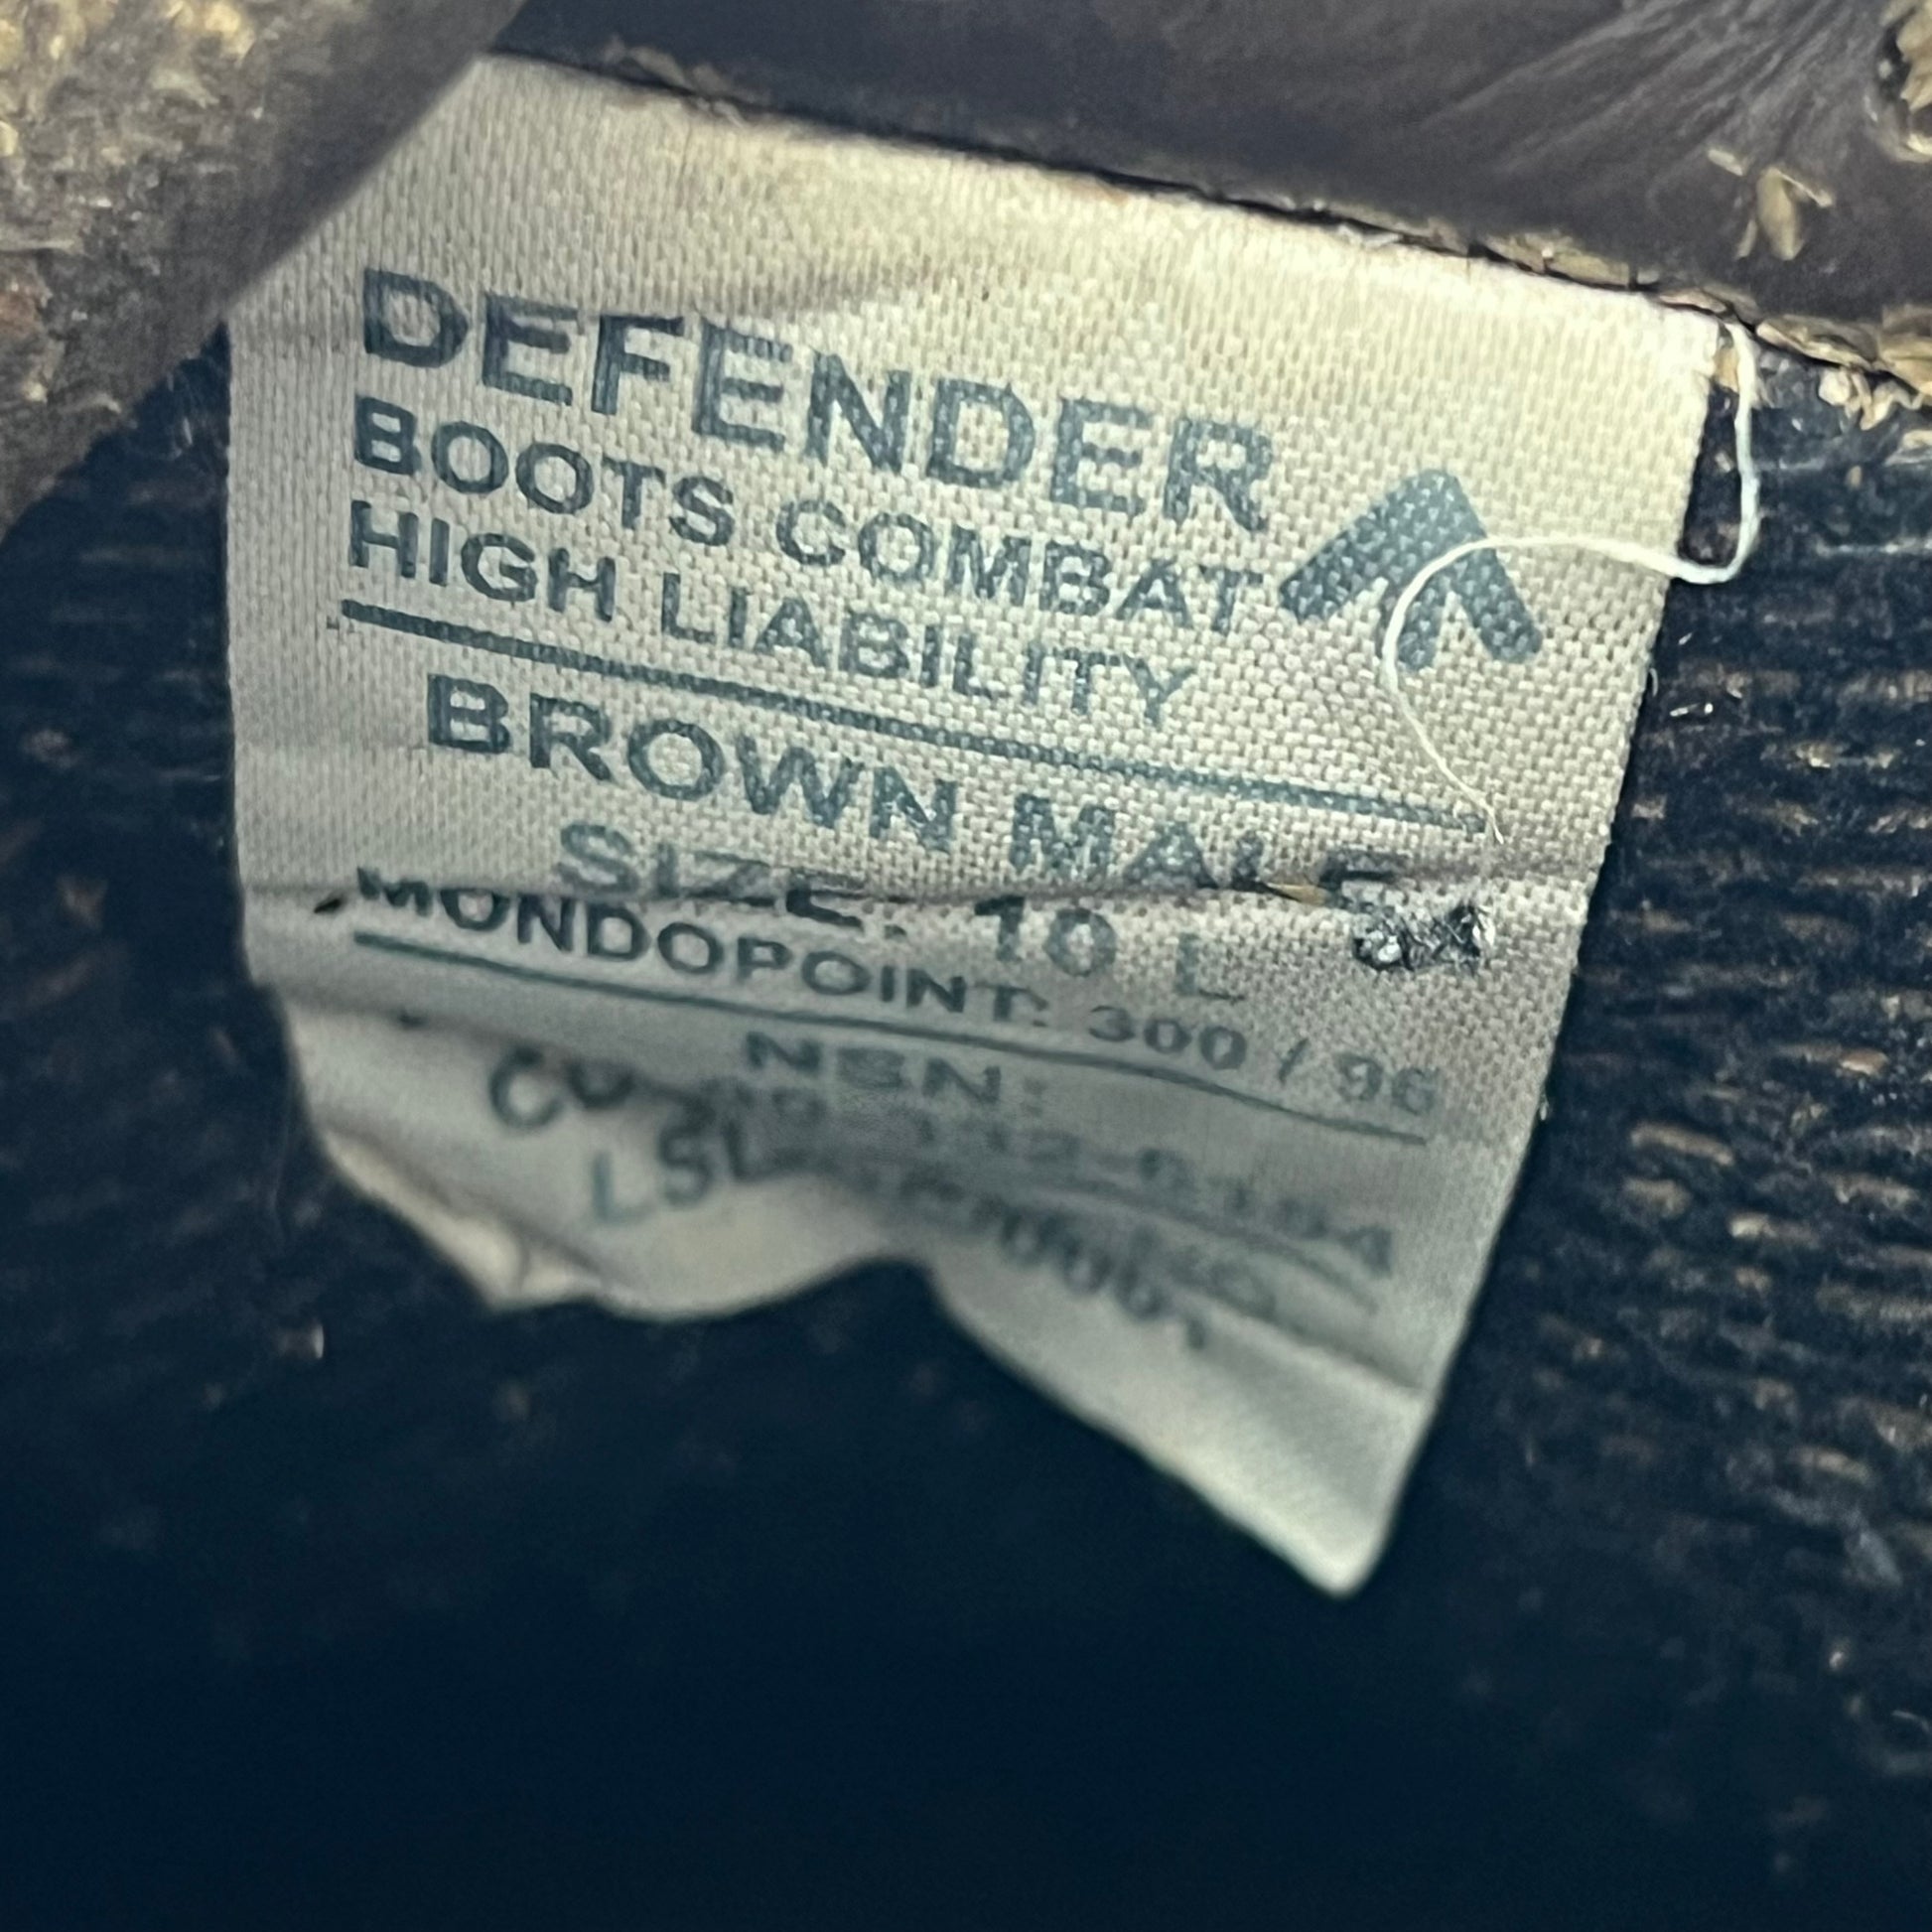 DEFENDER
BOOTS COMBAT
HIGH LIABILITY
BROWN MALE
SIZE: 10 L
MONDOPOINT: 300 / 96
NSN: